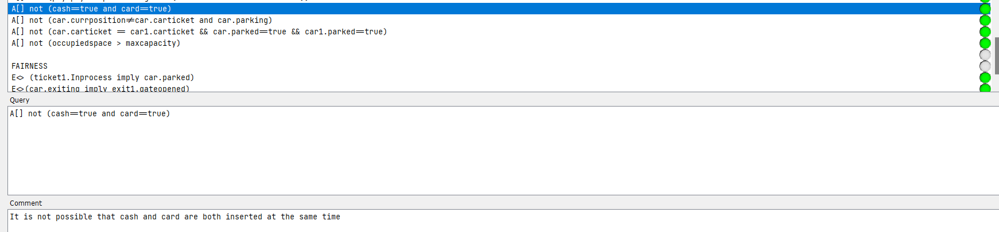 A[] not (cash==true and card==true)
A[] not (car.currposition≠car.carticket and car.parking)
A[] not (car.carticket == car1.carticket && car.parked==true && car1.parked==true)
A[] not (occupiedspace > maxcapacity)
FAIRNESS
E<> (ticket1.Inprocess imply car.parked)
E<>(car.exiting imply exit1.gateopened)
Query
A[] not (cash==true and card==true)
Comment
It is not possible that cash and card are both inserted at the same time